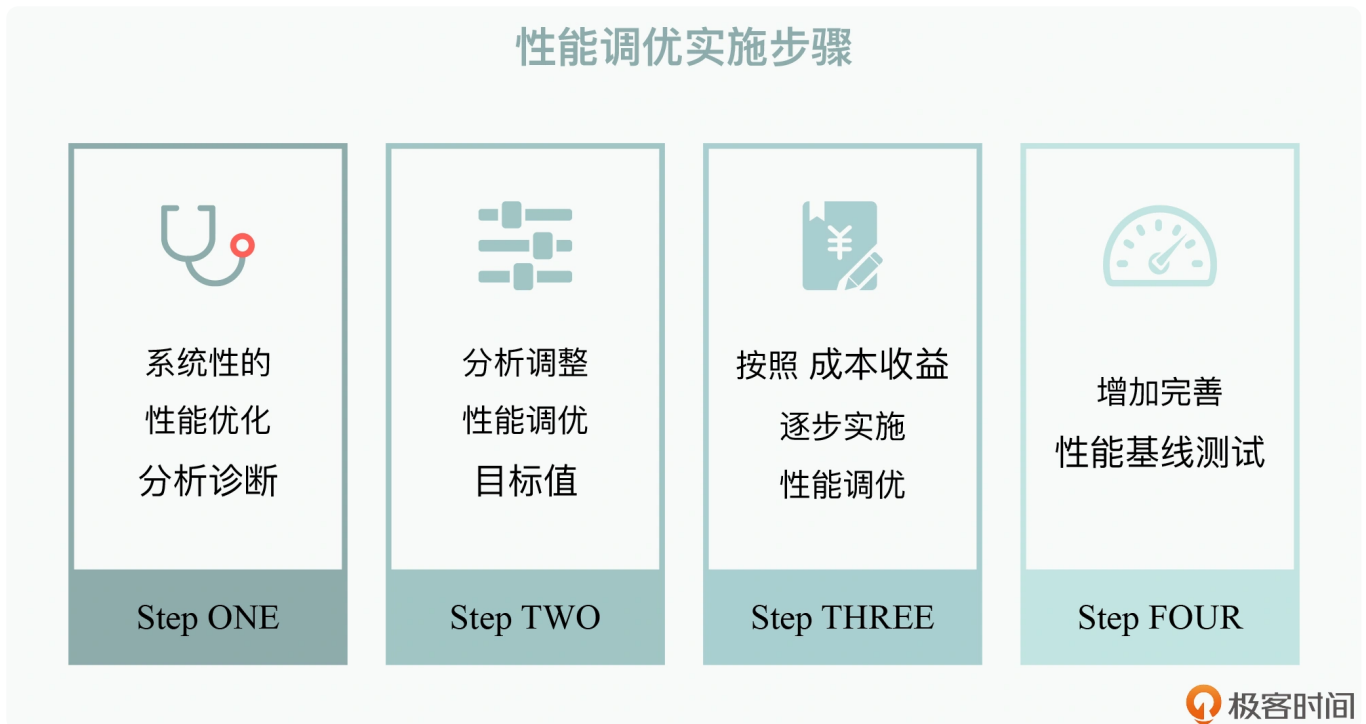 性能调优实施步骤
系统性的
性能优化
分析诊断
Step ONE
分析调整
性能调优
目标值
Step TWO
按照 成本收益
逐步实施
性能调优
Step THREE
增加完善
性能基线测试
Step FOUR
极客时间